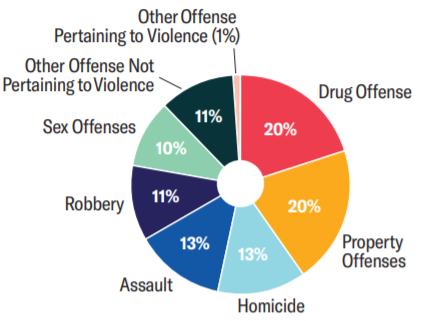 Other Offense
Pertaining to Violence (1%)
Other Offense Not
Pertaining to Violence
11%
Drug Offense
20%
Sex Offenses
10%
Robbery
11%
20%
Property
Offenses
13%
13%
Assault
Homicide